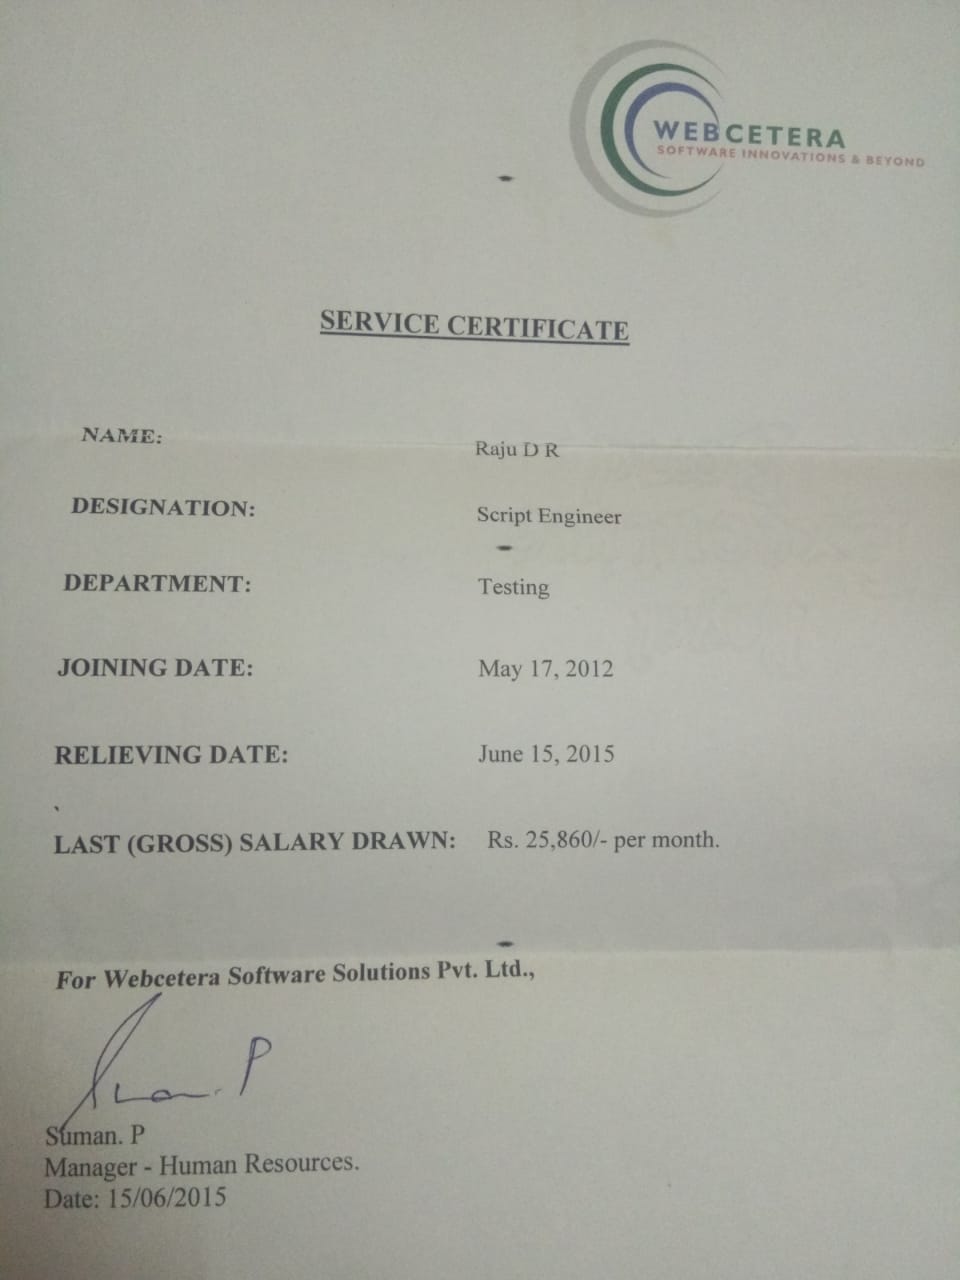 WEBCETERA
SOFTWARE INNOVATIONS & BEYOND
SERVICE CERTIFICATE
NAME: Raju D R
DESIGNATION: Script Engineer
DEPARTMENT: Testing
JOINING DATE: May 17, 2012
RELIEVING DATE: June 15, 2015
LAST (GROSS) SALARY DRAWN: Rs. 25,860/- per month.
For Webcetera Software Solutions Pvt. Ltd.,
Suman. P
Suman. P
Manager - Human Resources.
Date: 15/06/2015